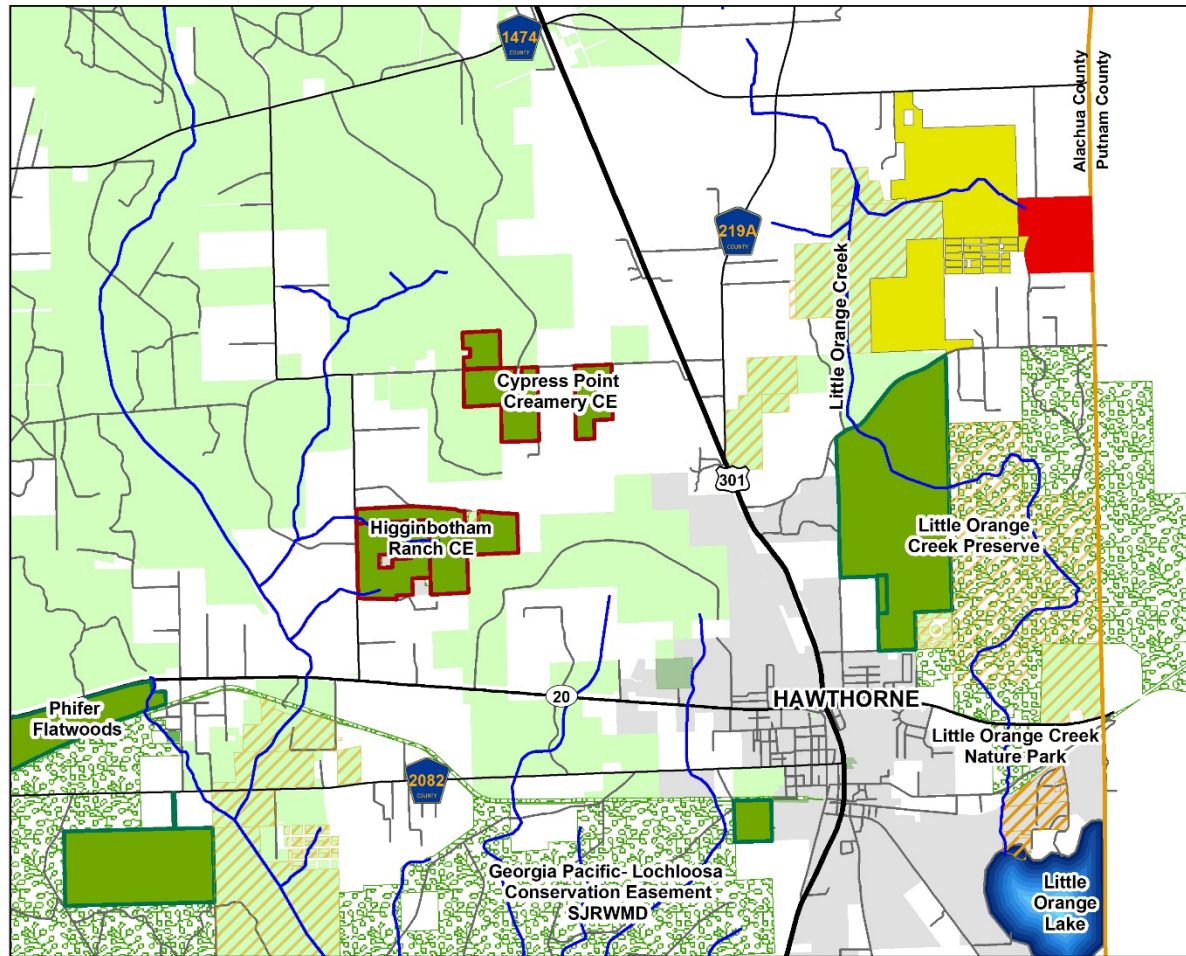 1474
COUNTY
Alachua County
Putnam County
219A
COUNTY
Little Orange Creek
Cypress Point
Creamery CE
301
Higginbotham
Ranch CE
Little Orange
Creek Preserve
20
HAWTHORNE
Phifer
Flatwoods
Little Orange Creek
Nature Park
2082
COUNTY
Georgia Pacific- Lochloosa
Conservation Easement
SJRWMD
Little
Orange
Lake